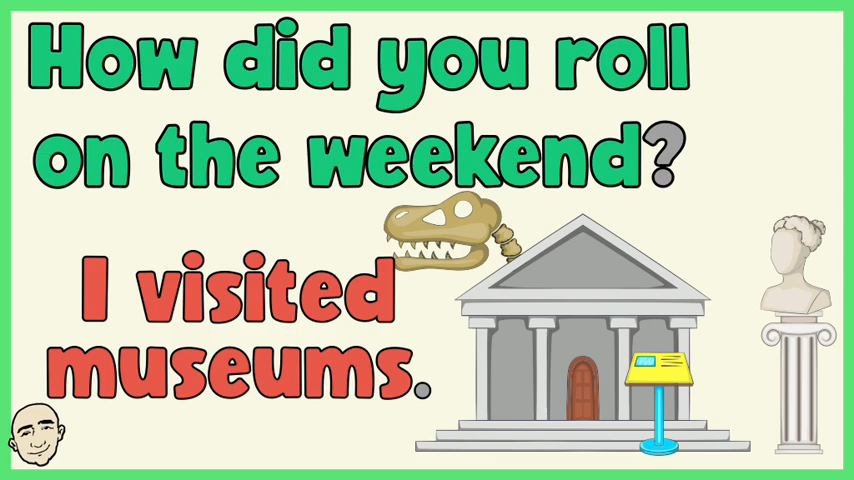 How did you roll
on the weekend?
I visited
museums.